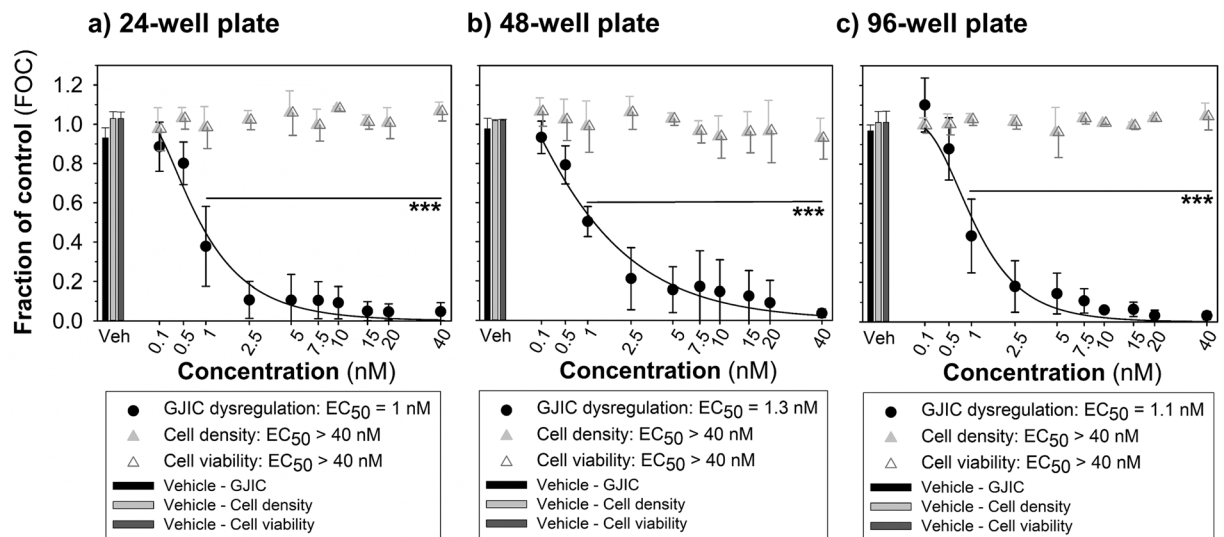 a) 24-well plate
b) 48-well plate
c) 96-well plate
Fraction of control (FOC)
1.2
1.0
0.8
0.6
0.4
0.2
0.0
***
***
***
Veh 0.1 0.5 1 2.5 5 7.5 10 15 20 40
Veh 0.1 0.5 1 2.5 5 7.5 10 15 20 40
Veh 0.1 0.5 1 2.5 5 7.5 10 15 20 40
Concentration (nM)
Concentration (nM)
Concentration (nM)
GJIC dysregulation: EC50 = 1 nM
Cell density: EC50 > 40 nM
Cell viability: EC50 > 40 nM
Vehicle - GJIC
Vehicle - Cell density
Vehicle - Cell viability
GJIC dysregulation: EC50 = 1.3 nM
Cell density: EC50 > 40 nM
Cell viability: EC50 > 40 nM
Vehicle - GJIC
Vehicle - Cell density
Vehicle - Cell viability
GJIC dysregulation: EC50 = 1.1 nM
Cell density: EC50 > 40 nM
Cell viability: EC50 > 40 nM
Vehicle - GJIC
Vehicle - Cell density
Vehicle - Cell viability